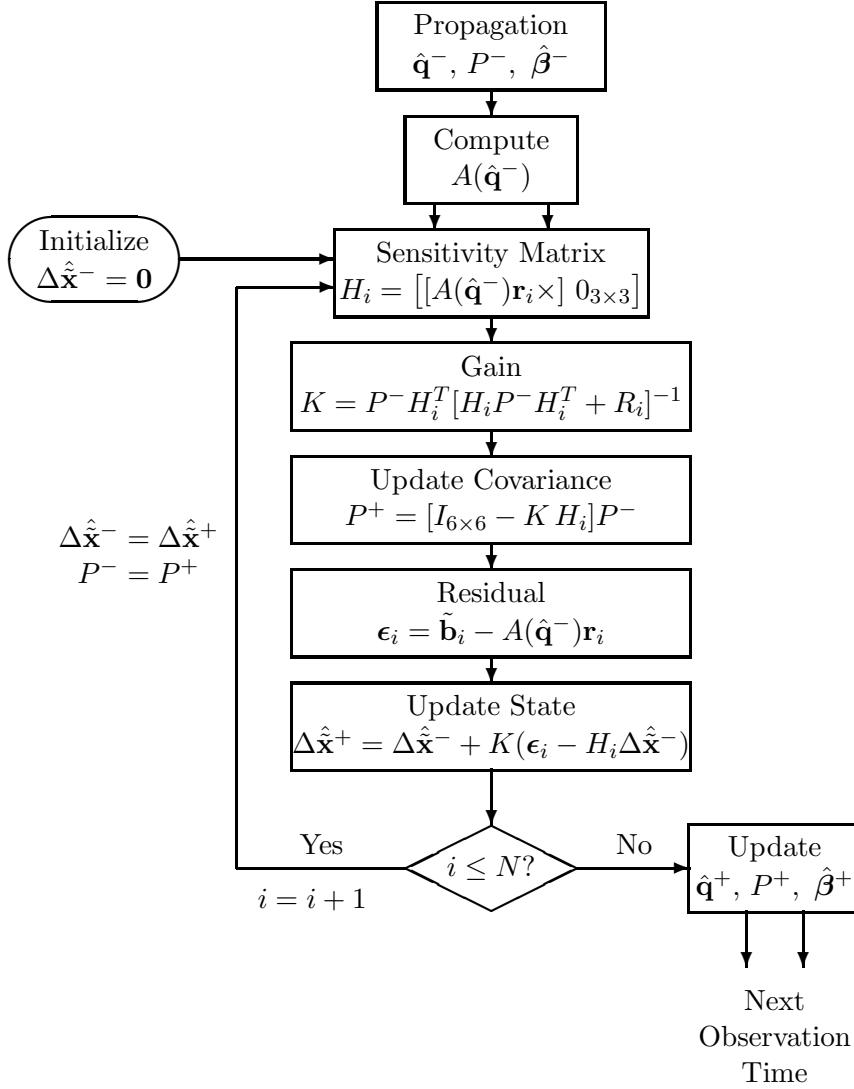 Propagation
q̂⁻, P⁻, β̂⁻
Compute
A(q̂⁻)
Initialize
Δx̃̂⁻ = 0
Sensitivity Matrix
Hᵢ = [[A(q̂⁻)rᵢ×] 0₃ₓ₃]
Gain
K = P⁻Hᵢᵀ[HᵢP⁻Hᵢᵀ + Rᵢ]⁻¹
Update Covariance
P⁺ = [I₆ₓ₆ − K Hᵢ]P⁻
Δx̃̂⁻ = Δx̃̂⁺
P⁻ = P⁺
Residual
ϵᵢ = b̃ᵢ − A(q̂⁻)rᵢ
Update State
Δx̃̂⁺ = Δx̃̂⁻ + K(ϵᵢ − HᵢΔx̃̂⁻)
Yes
i ≤ N?
No
i = i + 1
Update
q̂⁺, P⁺, β̂⁺
Next
Observation
Time